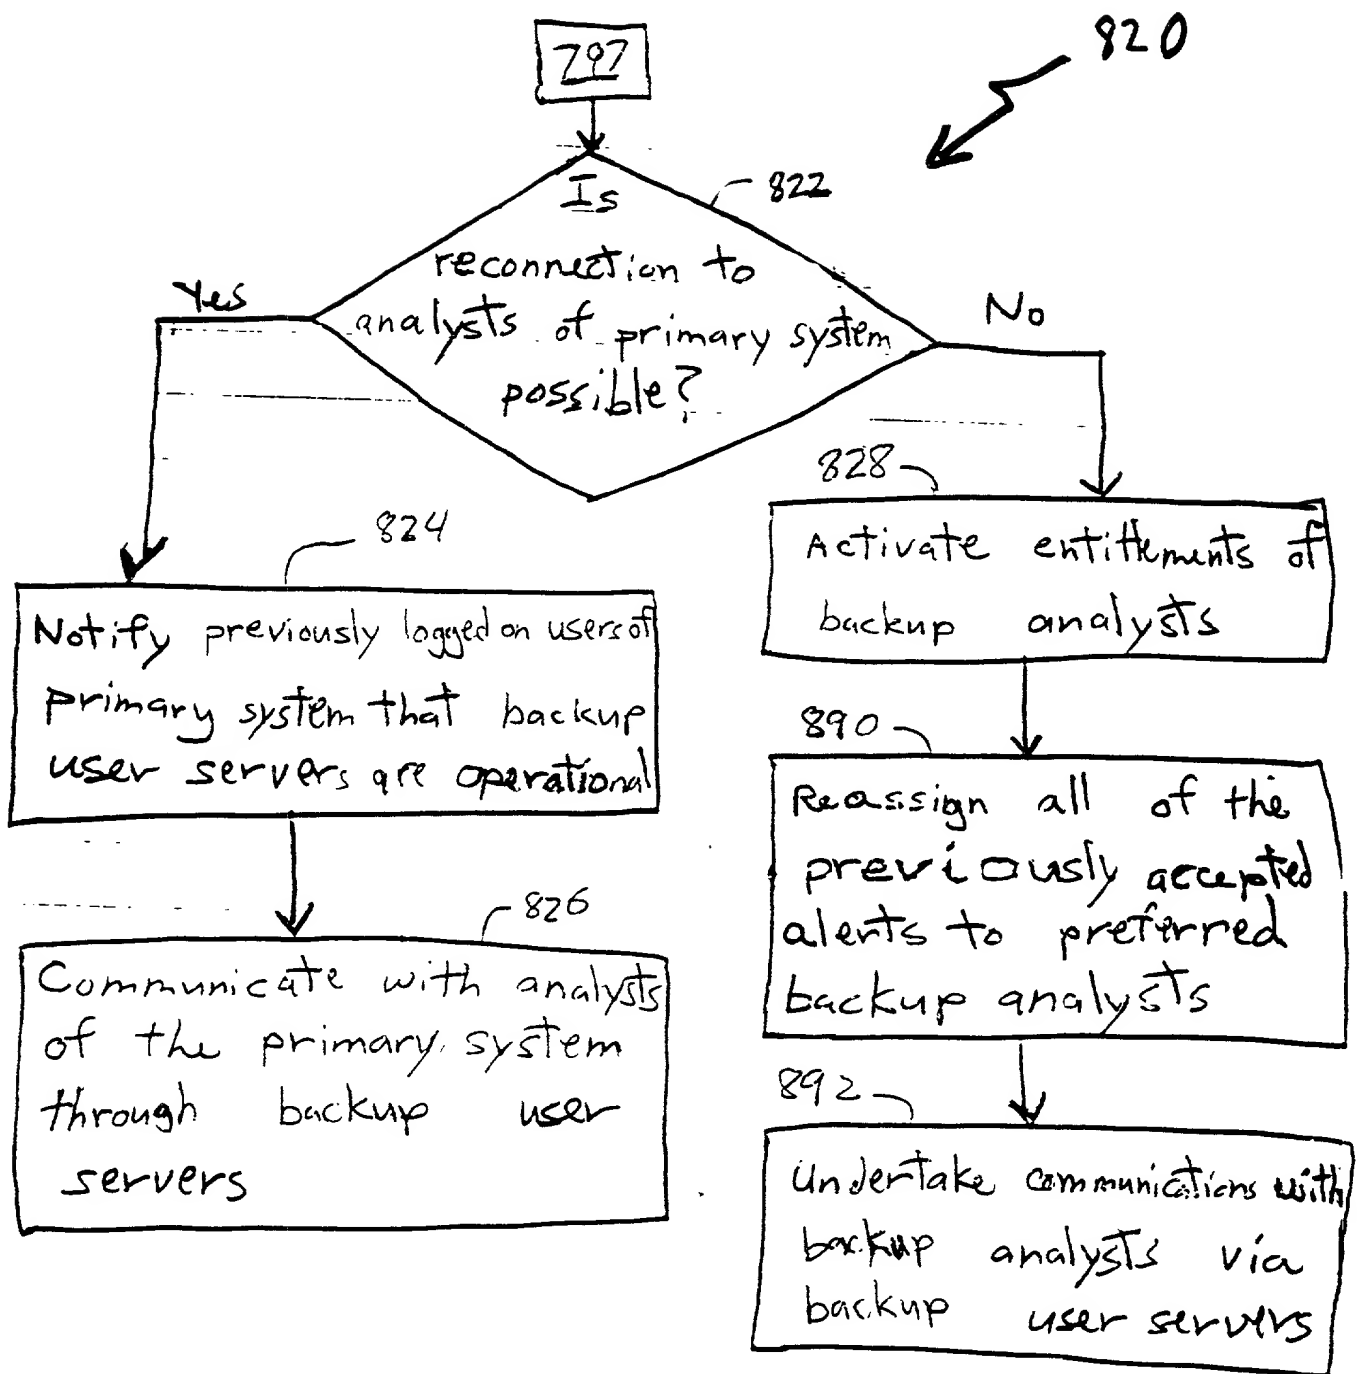 797
820
822
Is
reconnection to
analysts of primary system
possible?
Yes
No
824
Notify previously logged on users of
primary system that backup
user servers are operational
826
Communicate with analysts
of the primary system
through backup user
servers
828
Activate entitlements of
backup analysts
890
Reassign all of the
previously accepted
alerts to preferred
backup analysts
892
Undertake communications with
backup analysts via
backup user servers